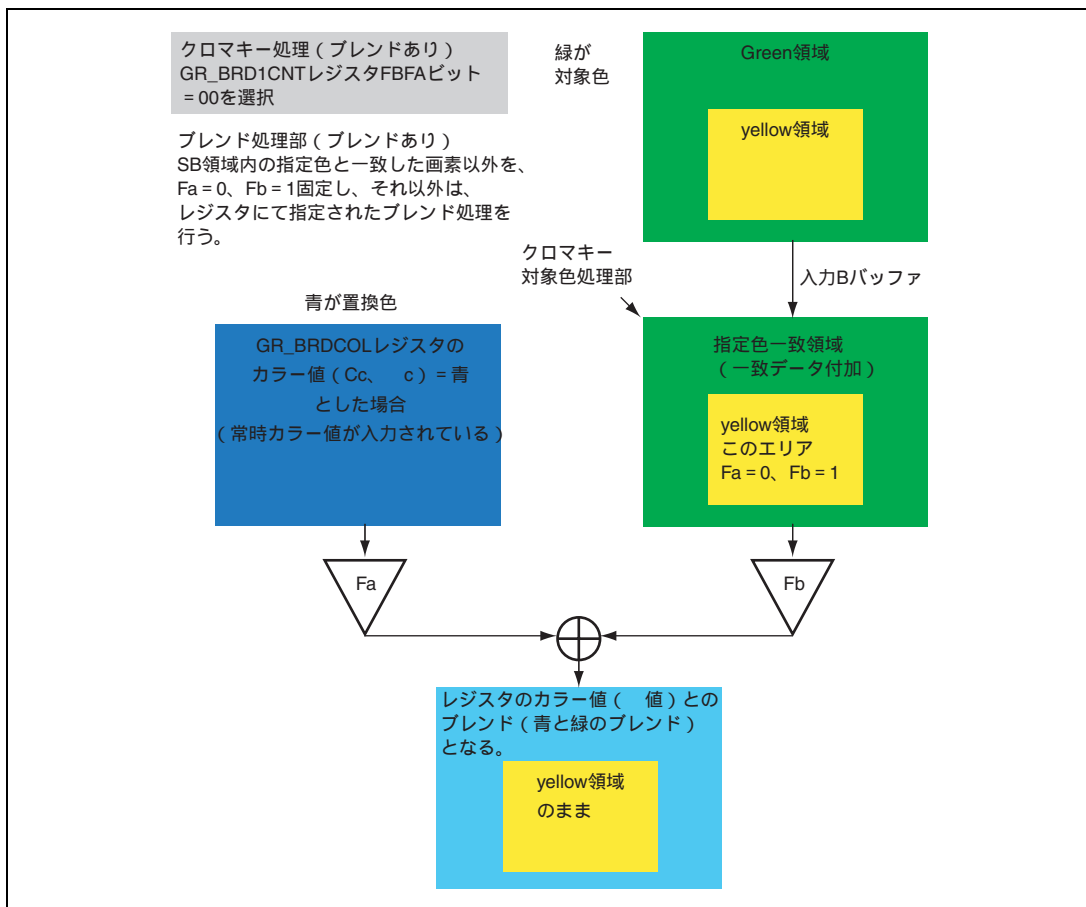 クロマキー処理（ブレンドあり）
GR_BRD1CNTレジスタFBFAビット
＝00を選択
ブレンド処理部（ブレンドあり）
SB領域内の指定色と一致した画素以外を、
Fa＝0、Fb＝1固定し、それ以外は、
レジスタにて指定されたブレンド処理を
行う。
緑が
対象色
Green領域
yellow領域
クロマキー
対象色処理部
入力Bバッファ
青が置換色
GR_BRDCOLレジスタの
カラー値（Cc、　c）＝青
とした場合
（常時カラー値が入力されている）
指定色一致領域
（一致データ付加）
yellow領域
このエリア
Fa＝0、Fb＝1
Fa
Fb
レジスタのカラー値（　値）との
ブレンド（青と緑のブレンド）
となる。
yellow領域
のまま